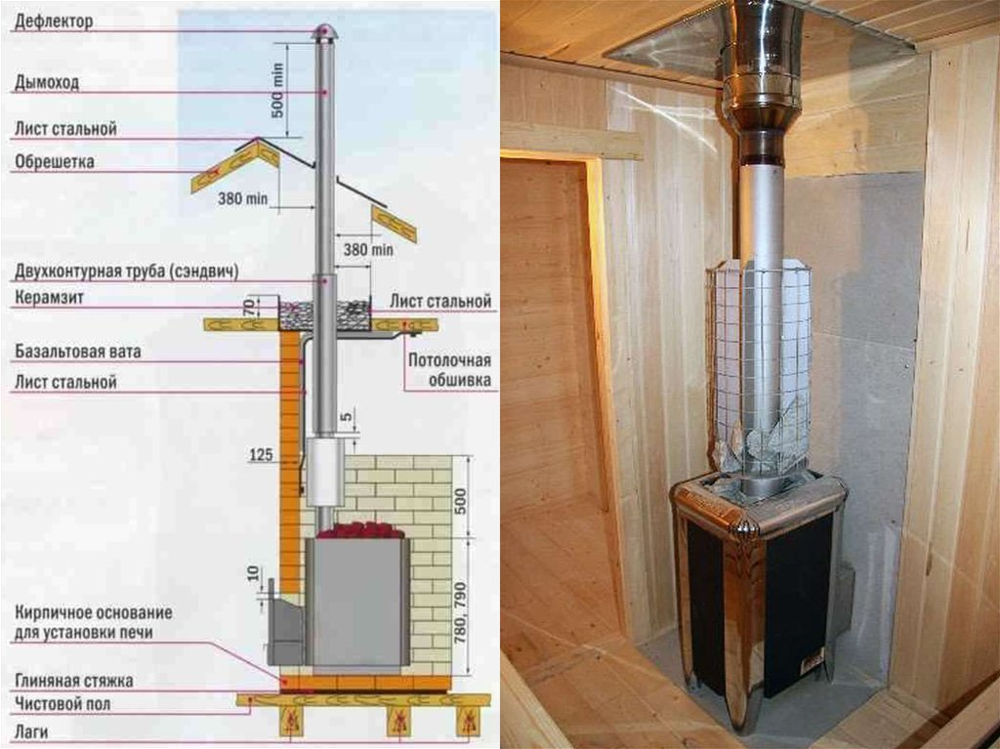 Дефлектор
Дымоход
500 min
Лист стальной
Обрешетка
380 min
380 min
Двухконтурная труба (сэндвич)
Керамзит
70
Лист стальной
Базальтовая вата
Потолочная
обшивка
Лист стальной
5
125
500
10
780, 790
Кирпичное основание
для установки печи
Глиняная стяжка
Чистовой пол
Лаги